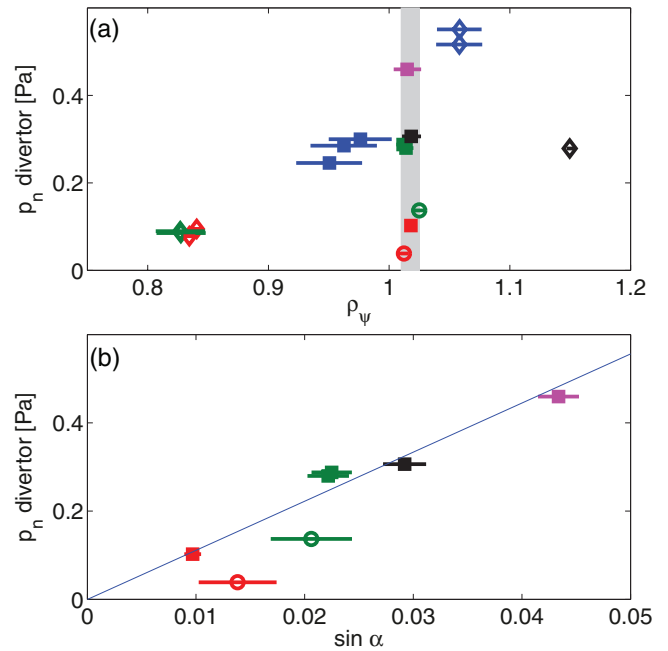 (a)
p_n divertor [Pa]
0.4
0.2
0
0.8 0.9 1 1.1 1.2
ρ_ψ
(b)
p_n divertor [Pa]
0.4
0.2
0
0 0.01 0.02 0.03 0.04 0.05
sin α